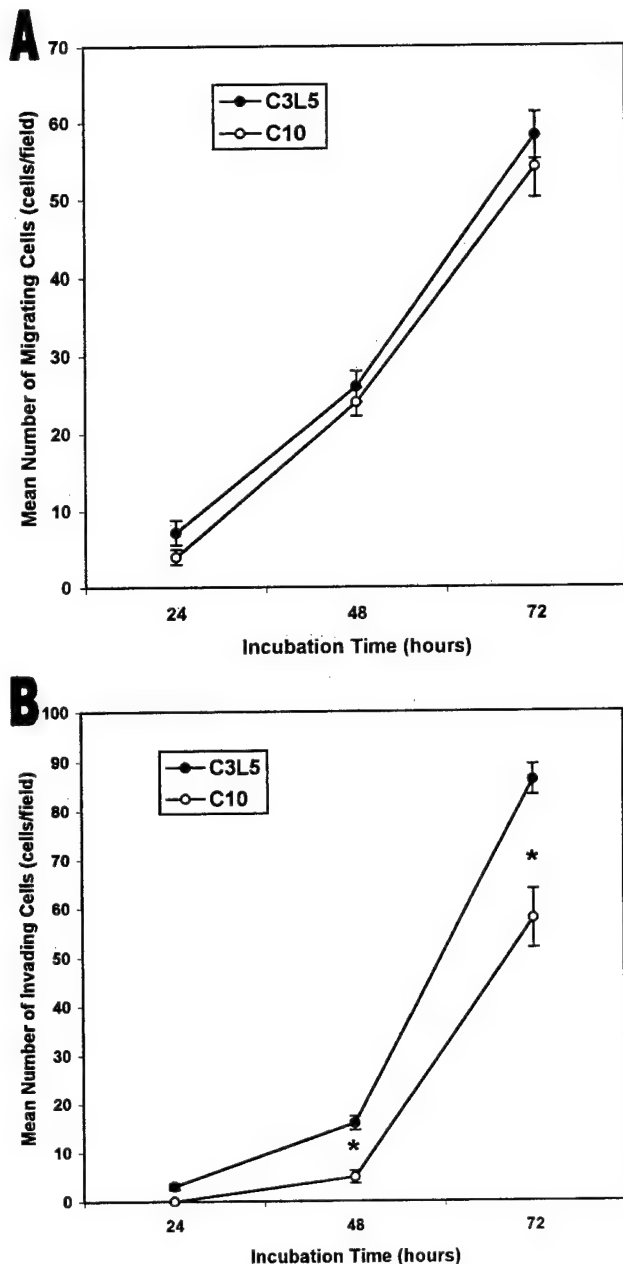 A
70
60
50
40
30
20
10
0
Mean Number of Migrating Cells (cells/field)
C3L5
C10
24 48 72
Incubation Time (hours)
B
100
90
80
70
60
50
40
30
20
10
0
Mean Number of Invading Cells (cells/field)
C3L5
C10
*
*
24 48 72
Incubation Time (hours)